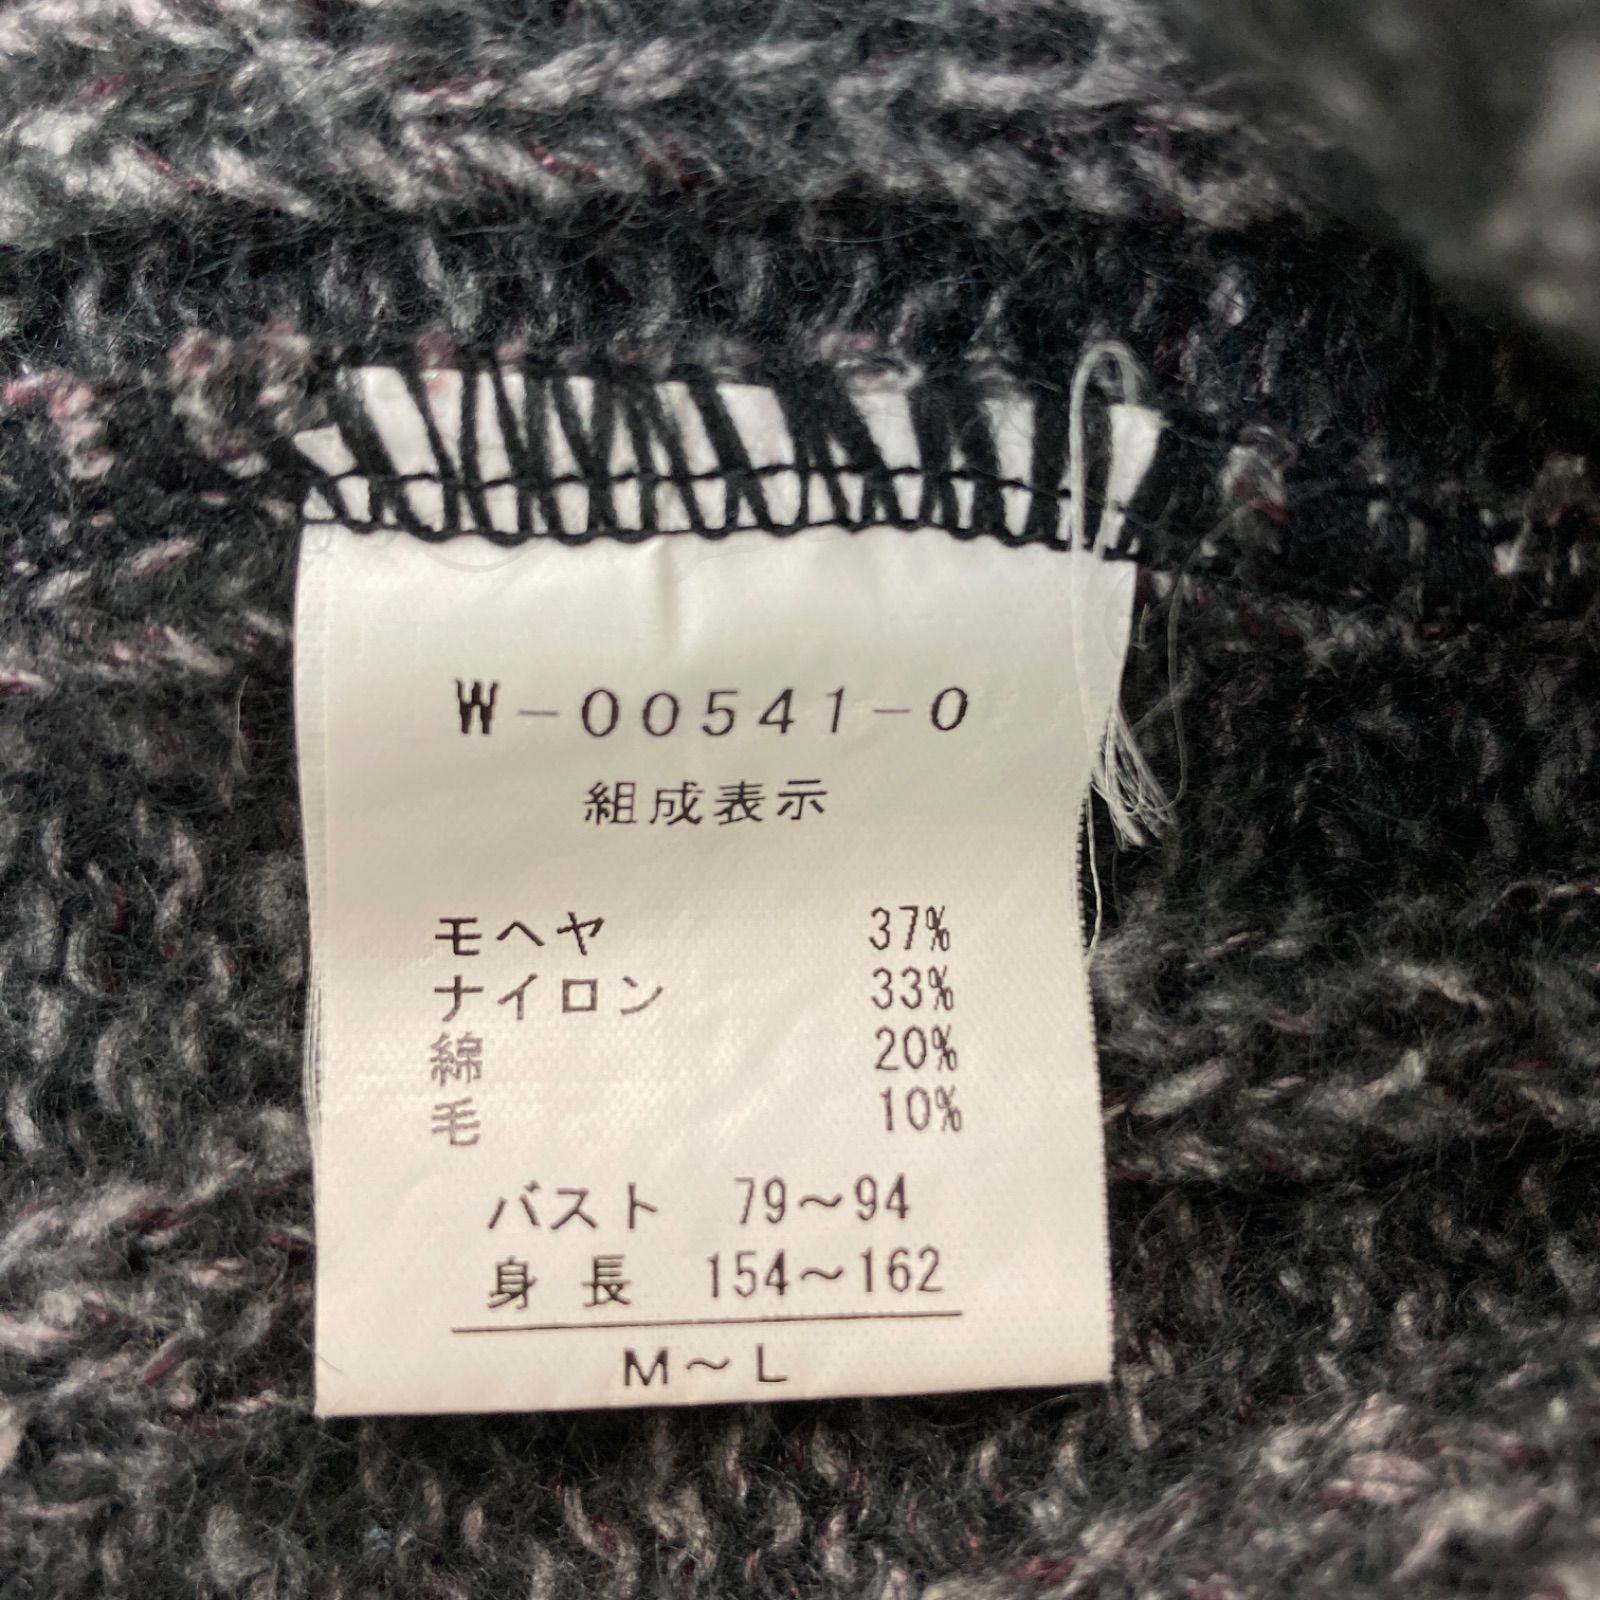 W-00541-0
組成表示
モヘヤ 37%
ナイロン 33%
綿 20%
毛 10%
バスト 79～94
身長 154～162
M～L